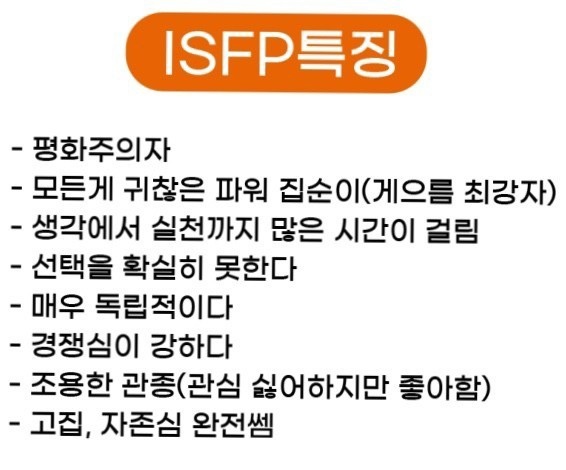 ISFP특징
- 평화주의자
- 모든게 귀찮은 파워 집순이(게으름 최강자)
- 생각에서 실천까지 많은 시간이 걸림
- 선택을 확실히 못한다
- 매우 독립적이다
- 경쟁심이 강하다
- 조용한 관종(관심 싫어하지만 좋아함)
- 고집, 자존심 완전쎔